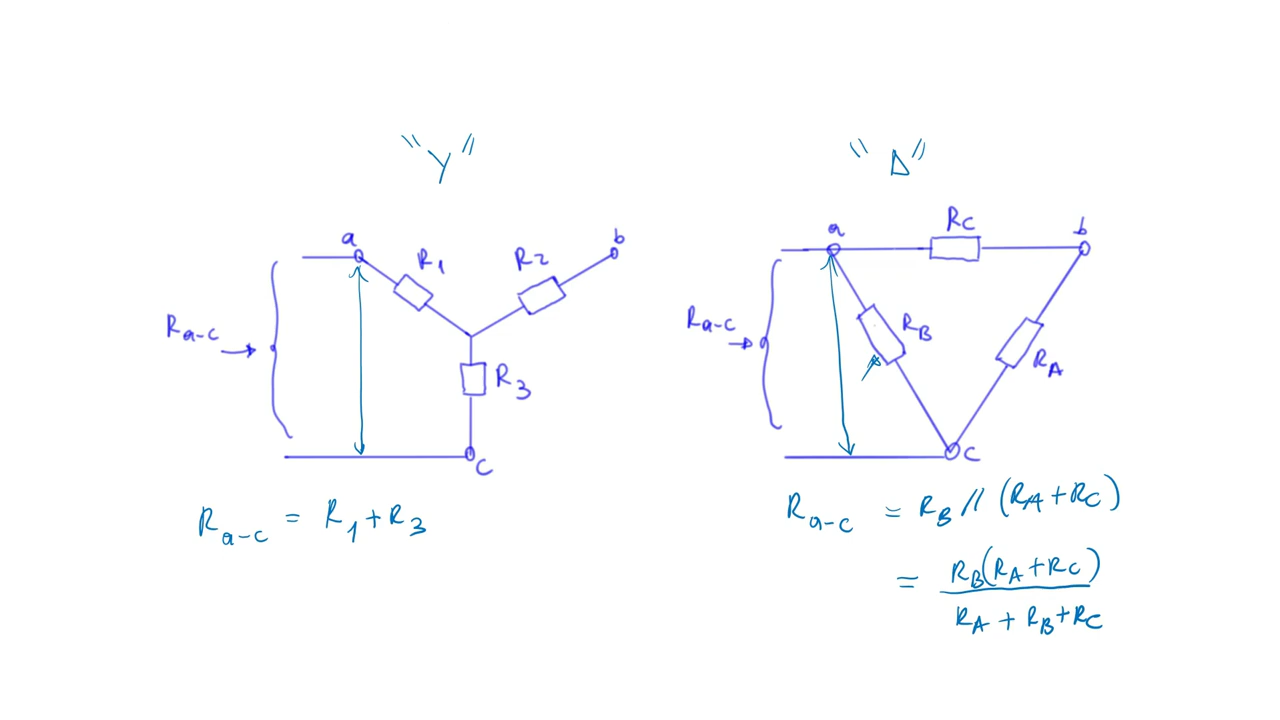 "Y"
"Δ"
a
R1
R2
b
Ra-c
R3
c
a
RC
b
Ra-c
RB
RA
c
Ra-c = R1 + R3
Ra-c = RB // (RA + RC)
= RB(RA + RC)
RA + RB + RC